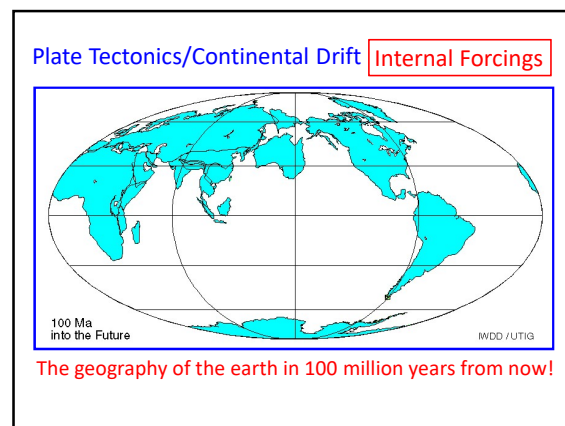 Plate Tectonics/Continental Drift Internal Forcings
100 Ma
into the Future
IWDD / UTIG
The geography of the earth in 100 million years from now!